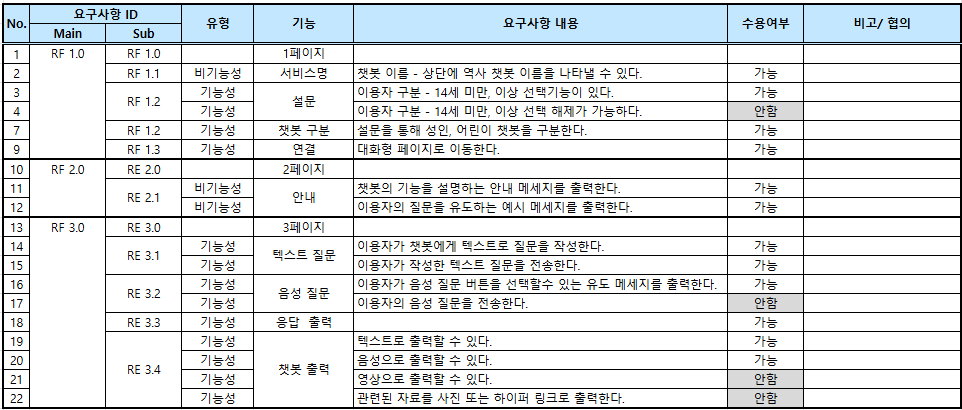 No. 요구사항 ID 유형 기능 요구사항 내용 수용여부 비고/ 협의
Main Sub
1 RF 1.0 RF 1.0 1페이지
2 RF 1.1 비기능성 서비스명 챗봇 이름 - 상단에 역사 챗봇 이름을 나타낼 수 있다. 가능
3 RF 1.2 기능성 설문 이용자 구분 - 14세 미만, 이상 선택기능이 있다. 가능
4 기능성 이용자 구분 - 14세 미만, 이상 선택 해제가 가능하다. 안함
7 RF 1.2 기능성 챗봇 구분 설문을 통해 성인, 어린이 챗봇을 구분한다. 가능
9 RF 1.3 기능성 연결 대화형 페이지로 이동한다. 가능
10 RF 2.0 RE 2.0 2페이지
11 RE 2.1 비기능성 안내 챗봇의 기능을 설명하는 안내 메세지를 출력한다. 가능
12 비기능성 이용자의 질문을 유도하는 예시 메세지를 출력한다. 가능
13 RF 3.0 RE 3.0 3페이지
14 RE 3.1 기능성 텍스트 질문 이용자가 챗봇에게 텍스트로 질문을 작성한다. 가능
15 기능성 이용자가 작성한 텍스트 질문을 전송한다. 가능
16 RE 3.2 기능성 음성 질문 이용자가 음성 질문 버튼을 선택할수 있는 유도 메세지를 출력한다. 가능
17 기능성 이용자의 음성 질문을 전송한다. 안함
18 RE 3.3 기능성 응답 출력 가능
19 RE 3.4 기능성 챗봇 출력 텍스트로 출력할 수 있다. 가능
20 기능성 음성으로 출력할 수 있다. 가능
21 기능성 영상으로 출력할 수 있다. 안함
22 기능성 관련된 자료를 사진 또는 하이퍼 링크로 출력한다. 안함